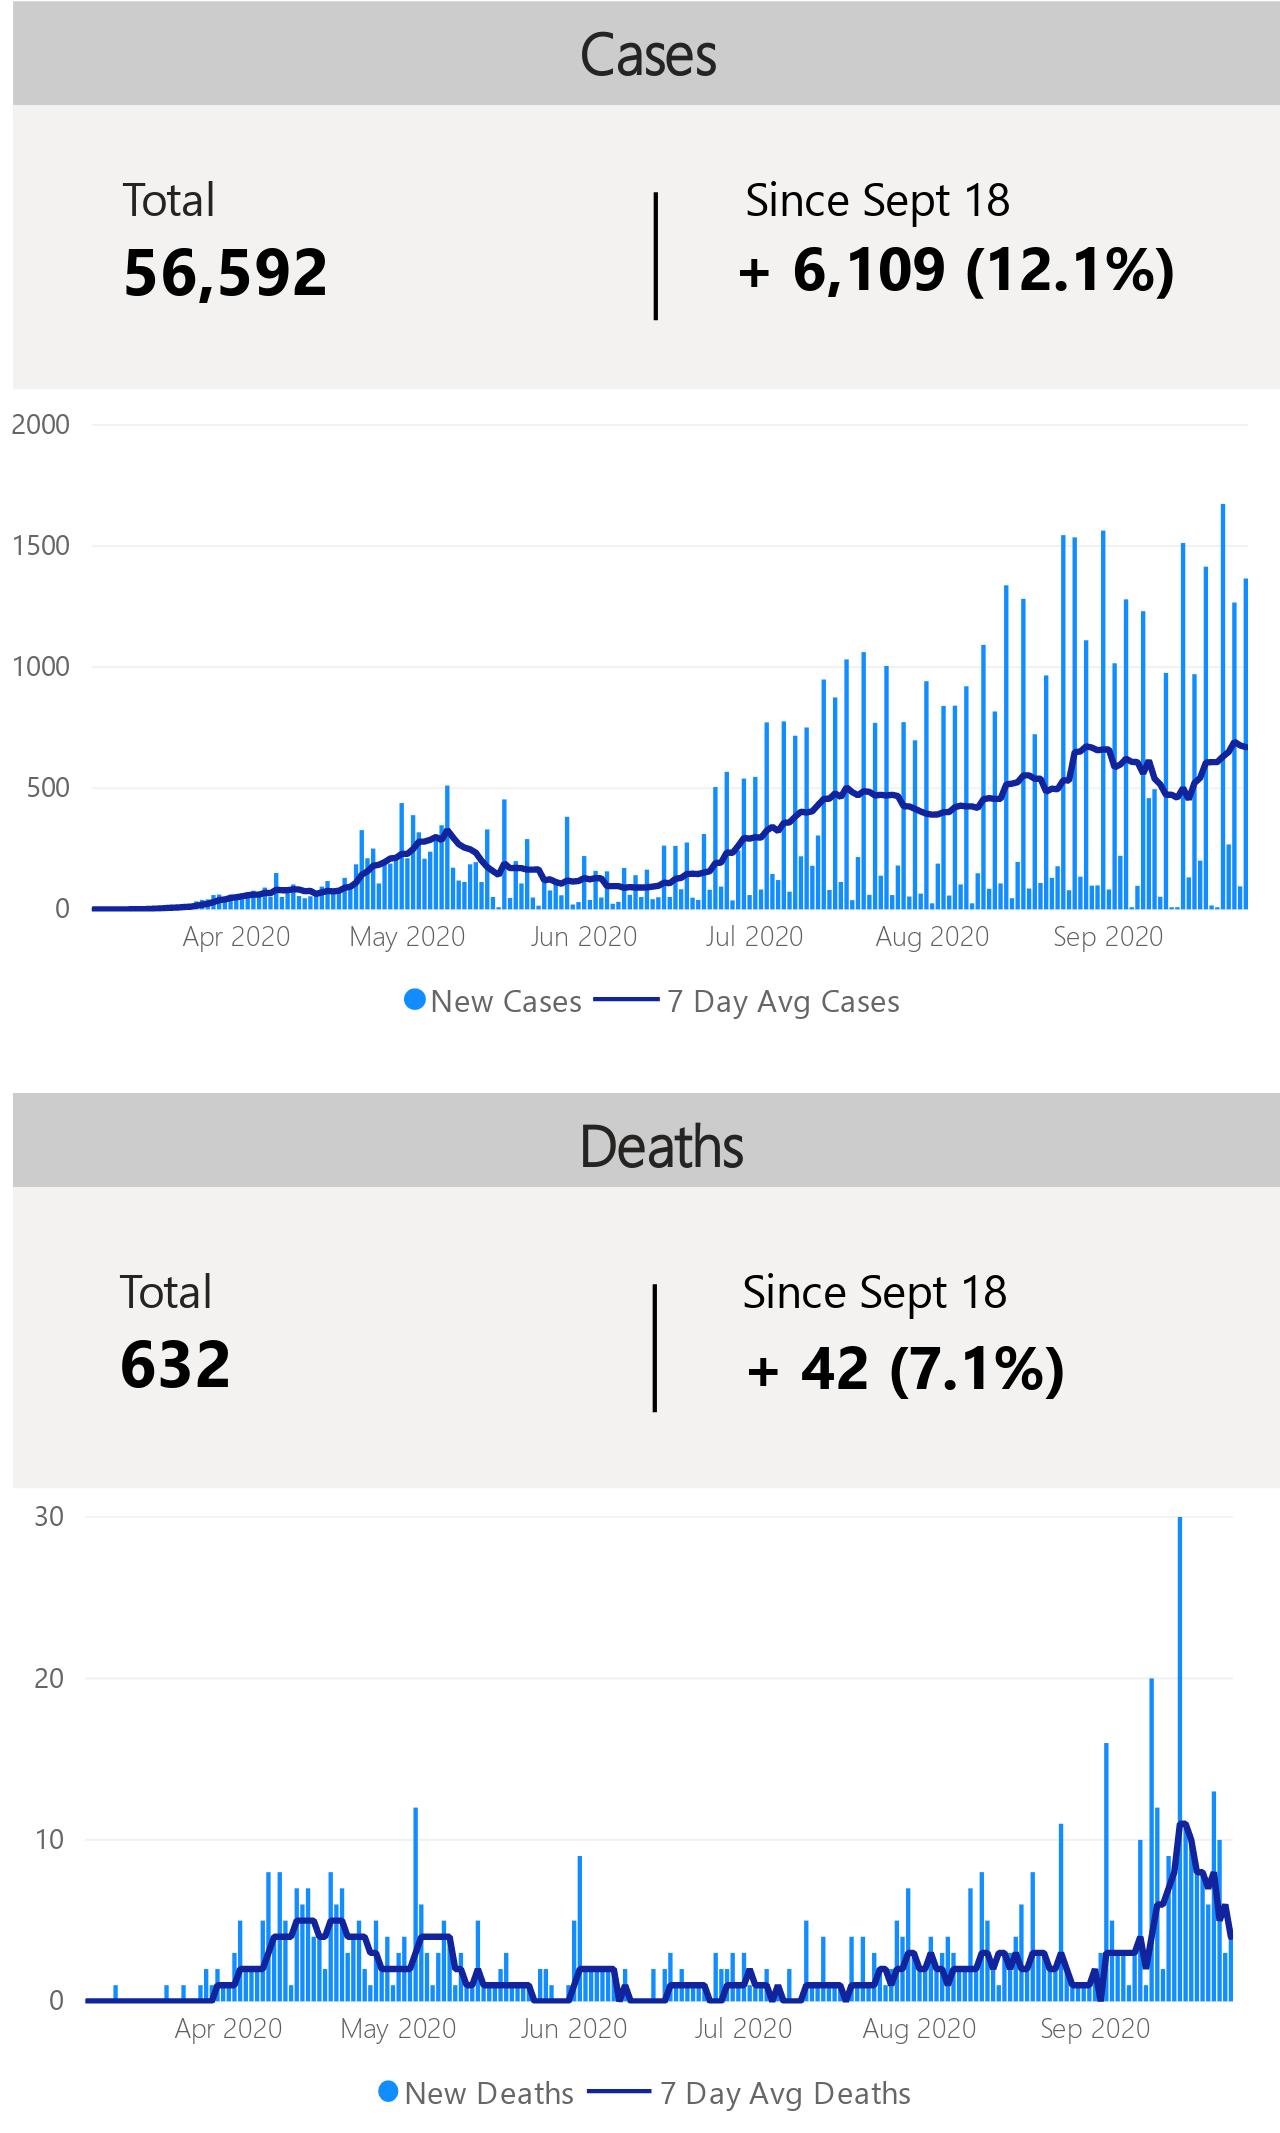 Cases
Total
Since Sept 18
56,592
+ 6,109 (12.1%)
2000
1500
1000
500
0
Apr 2020 May 2020 Jun 2020 Jul 2020 Aug 2020 Sep 2020
New Cases 7 Day Avg Cases
Deaths
Total
Since Sept 18
632
+ 42 (7.1%)
30
20
10
0
Apr 2020 May 2020 Jun 2020 Jul 2020 Aug 2020 Sep 2020
New Deaths 7 Day Avg Deaths